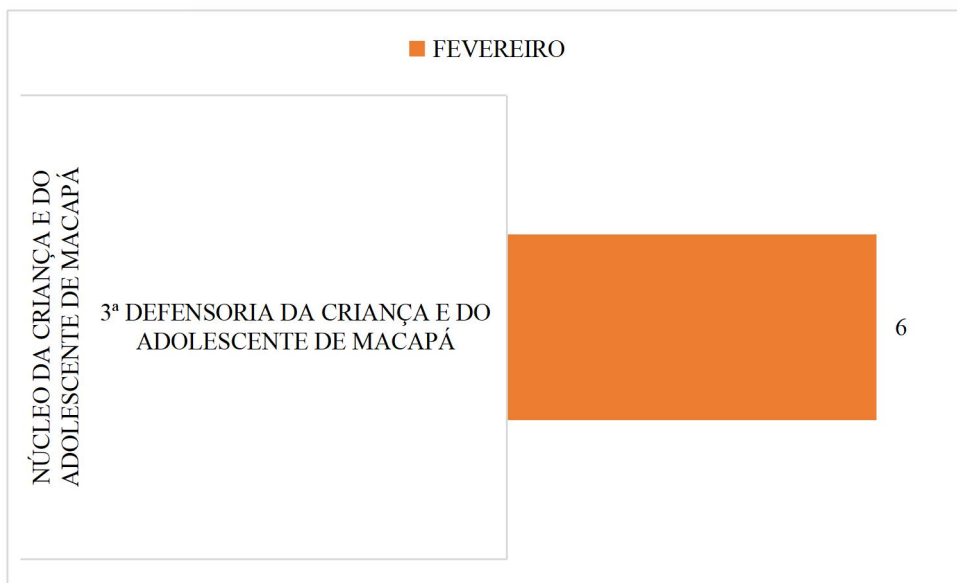 FEVEREIRO
NÚCLEO DA CRIANÇA E DO
ADOLESCENTE DE MACAPÁ
3ª DEFENSORIA DA CRIANÇA E DO
ADOLESCENTE DE MACAPÁ
6